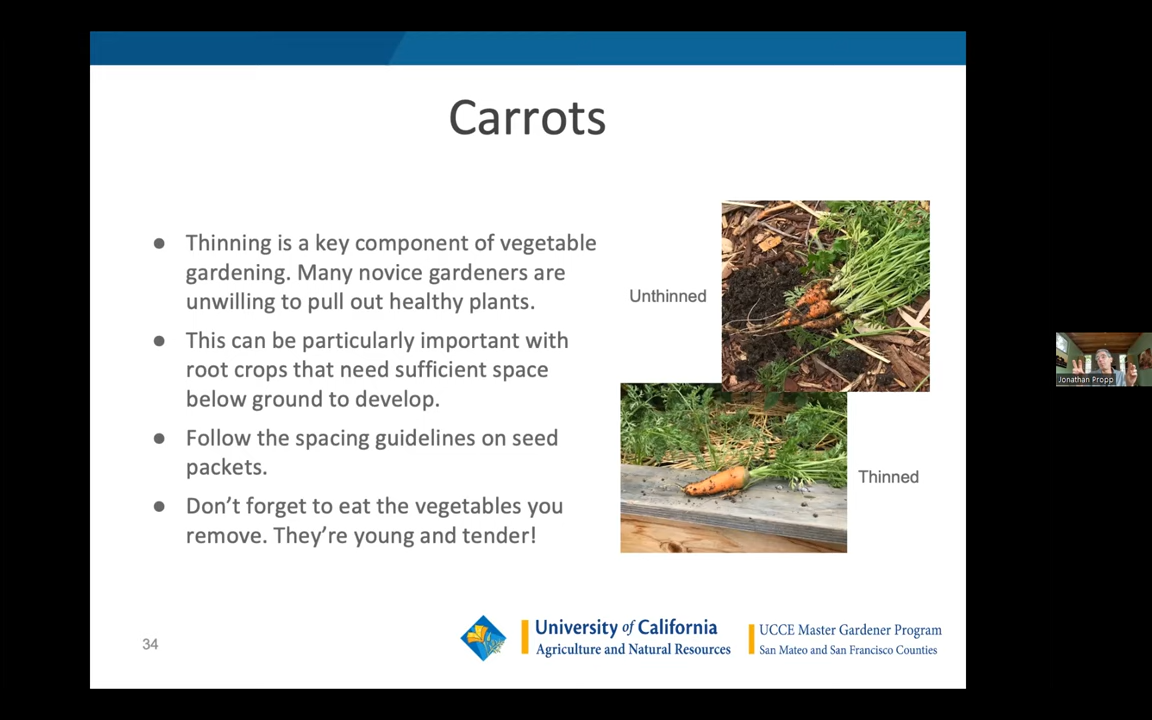 Carrots
● Thinning is a key component of vegetable
gardening. Many novice gardeners are
unwilling to pull out healthy plants.
● This can be particularly important with
root crops that need sufficient space
below ground to develop.
● Follow the spacing guidelines on seed
packets.
● Don’t forget to eat the vegetables you
remove. They’re young and tender!
Unthinned
Thinned
Jonathan Propp
34
University of California
Agriculture and Natural Resources
UCCE Master Gardener Program
San Mateo and San Francisco Counties